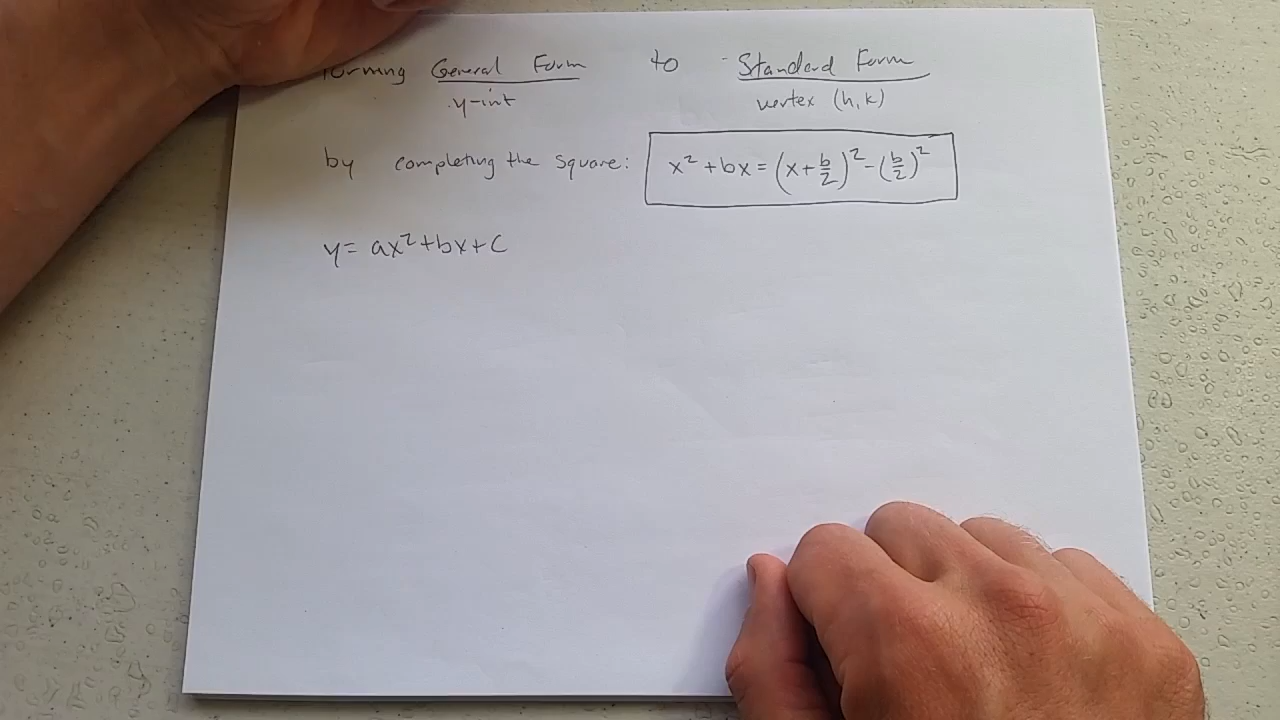 forming General Form to Standard Form
y-int vertex (h,k)
by completing the square: x²+bx=(x+b/2)²-(b/2)²
y= ax²+bx+c